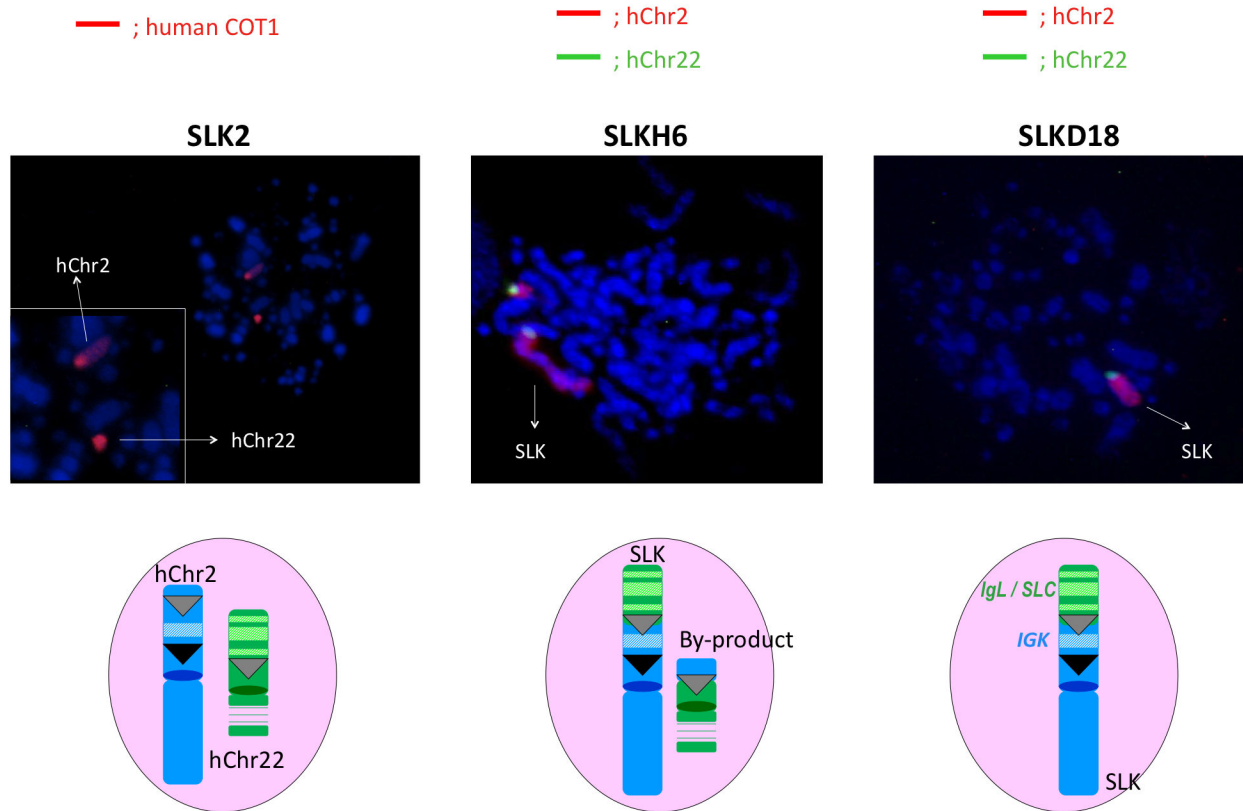 ; human COT1
; hChr2
; hChr22
; hChr2
; hChr22
SLK2
SLKH6
SLKD18
hChr2
hChr22
SLK
SLK
hChr2
hChr22
SLK
By-product
IgL / SLC
IGK
SLK